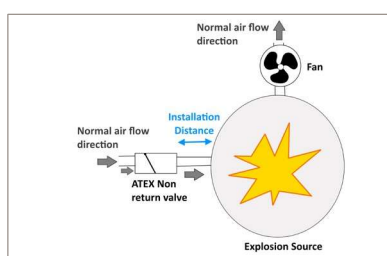 Normal air flow
direction
Fan
Installation
Distance
Normal air flow
direction
ATEX Non
return valve
Explosion Source